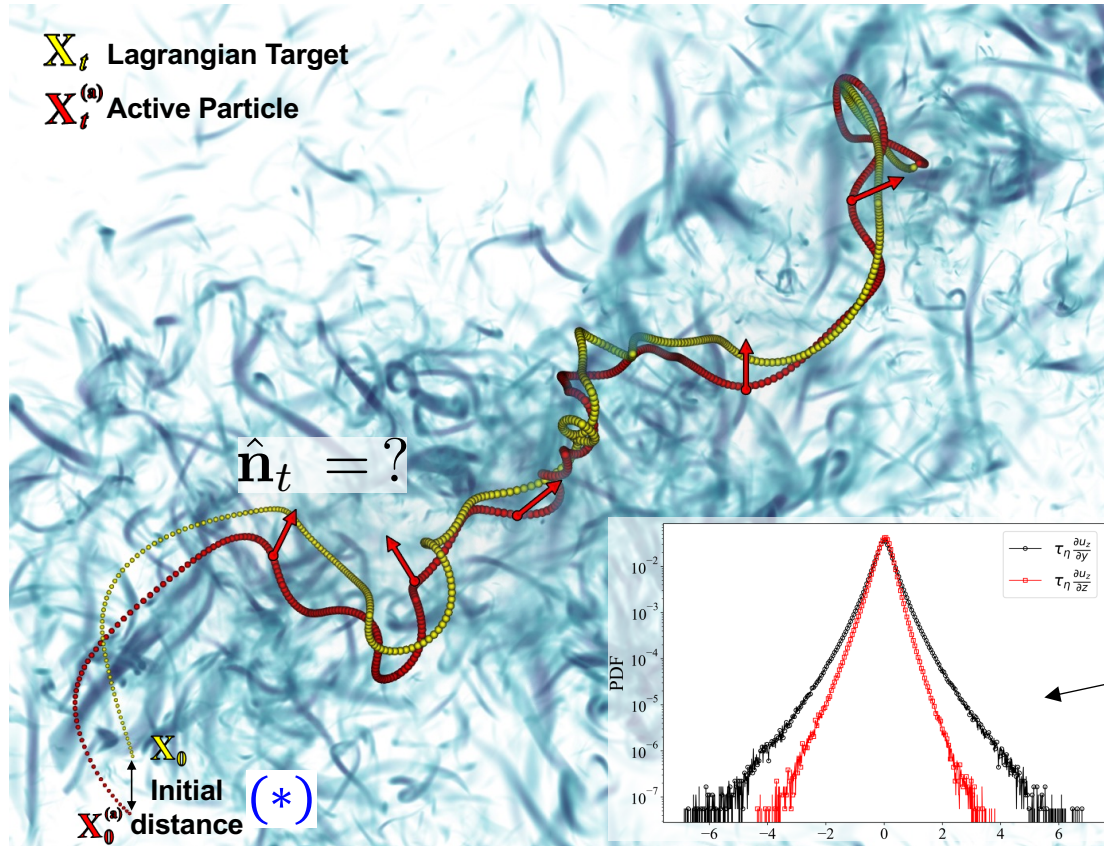 X_t Lagrangian Target
X_t^(a) Active Particle
n̂_t = ?
X_0
Initial
distance
X_0^(a)
(*)
τ_η ∂u_z/∂y
τ_η ∂u_z/∂z
PDF
10^−2
10^−3
10^−4
10^−5
10^−6
10^−7
−6 −4 −2 0 2 4 6